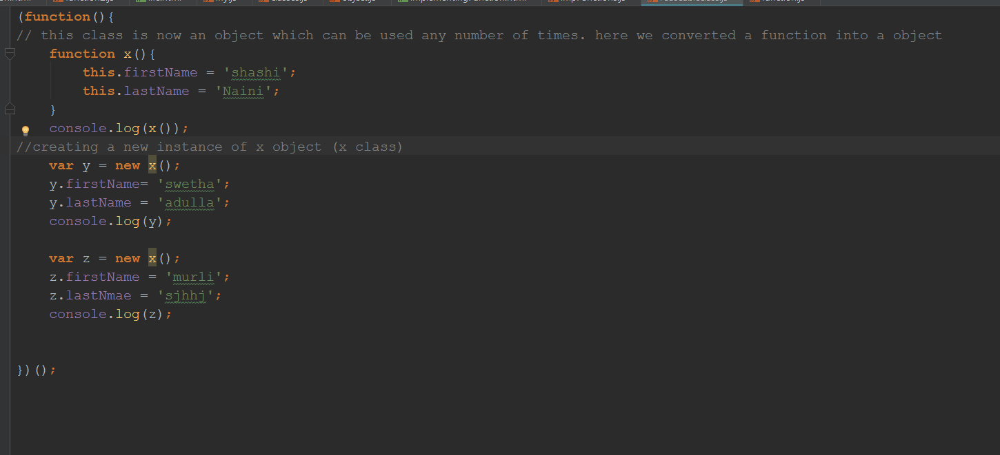 (function(){
// this class is now an object which can be used any number of times. here we converted a function into a object
function x(){
this.firstName = 'shashi';
this.lastName = 'Naini';
}
console.log(x());
//creating a new instance of x object (x class)
var y = new x();
y.firstName= 'swetha';
y.lastName = 'adulla';
console.log(y);
var z = new x();
z.firstName = 'murli';
z.lastNmae = 'sjhhj';
console.log(z);
})();